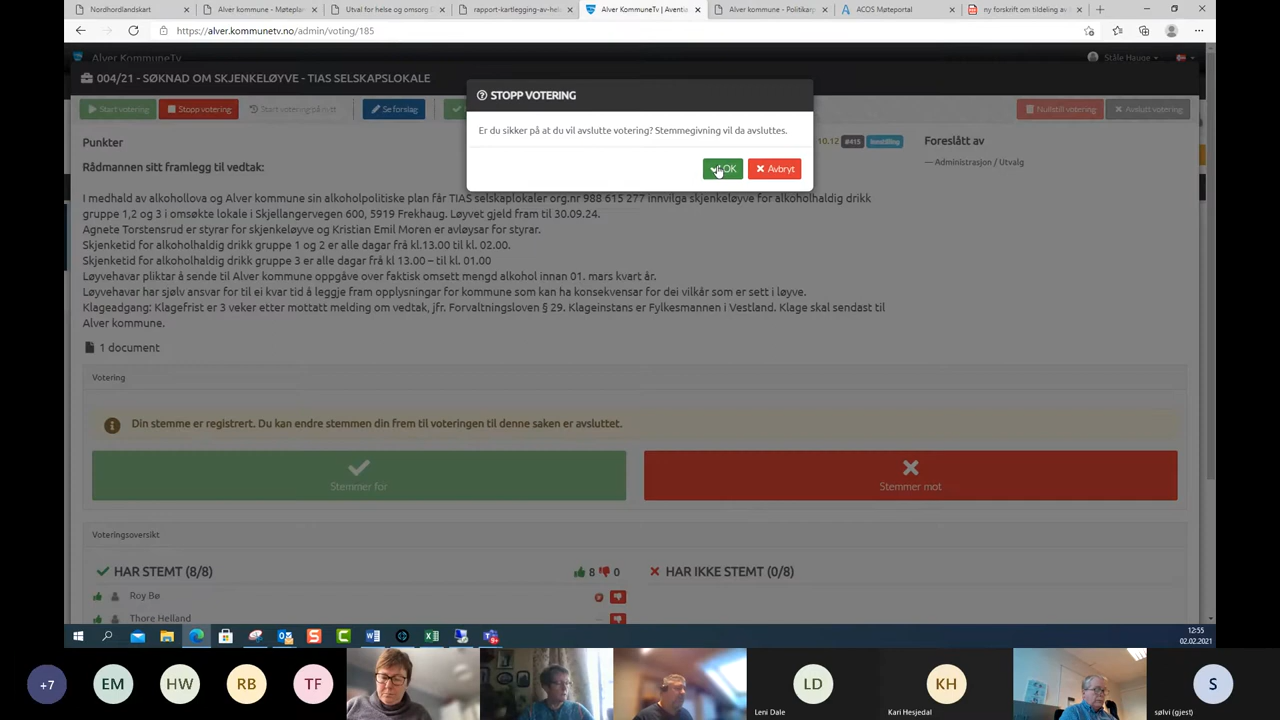 Nordhordlandskart
Alver kommune - Møteplan
Utval for helse og omsorg
rapport-kartlegging-av-he
Alver KommuneTv | Aventi
Alver kommune - Politikarp
ACOS Møteportal
ny forskrift om tildeling av
https://alver.kommunetv.no/admin/voting/185
Alver KommuneTv
Ståle Hauge
004/21 - SØKNAD OM SKJENKELØYVE - TIAS SELSKAPSLOKALE
Start votering
Stopp votering
Start votering på nytt
Se forslag
Nullstill votering
Avslutt votering
STOPP VOTERING
Er du sikker på at du vil avslutte votering? Stemmegivning vil da avsluttes.
OK
Avbryt
Punkter
10.12
#415
Innstilling
Foreslått av
— Administrasjon / Utvalg
Rådmannen sitt framlegg til vedtak:
I medhald av alkohollova og Alver kommune sin alkoholpolitiske plan får TIAS selskaplokaler org.nr 988 615 277 innvilga skjenkeløyve for alkoholhaldig drikk
gruppe 1,2 og 3 i omsøkte lokale i Skjellangervegen 600, 5919 Frekhaug. Løyvet gjeld fram til 30.09.24.
Agnete Torstensrud er styrar for skjenkeløyve og Kristian Emil Moren er avløysar for styrar.
Skjenketid for alkoholhaldig drikk gruppe 1 og 2 er alle dagar frå kl.13.00 til kl. 02.00.
Skjenketid for alkoholhaldig drikk gruppe 3 er alle dagar frå kl 13.00 – til kl. 01.00
Løyvehavar pliktar å sende til Alver kommune oppgåve over faktisk omsett mengd alkohol innan 01. mars kvart år.
Løyvehavar har sjølv ansvar for til ei kvar tid å leggje fram opplysningar for kommune som kan ha konsekvensar for dei vilkår som er sett i løyve.
Klageadgang: Klagefrist er 3 veker etter mottatt melding om vedtak, jfr. Forvaltningsloven § 29. Klageinstans er Fylkesmannen i Vestland. Klage skal sendast til
Alver kommune.
1 document
Votering
Din stemme er registrert. Du kan endre stemmen din frem til voteringen til denne saken er avsluttet.
Stemmer for
Stemmer mot
Voteringsoversikt
HAR STEMT (8/8)
8
0
HAR IKKE STEMT (0/8)
Roy Bø
Thore Helland
12:55
02.02.2021
+7
EM
HW
RB
TF
LD
Leni Dale
KH
Kari Hesjedal
S
sølvi (gjest)